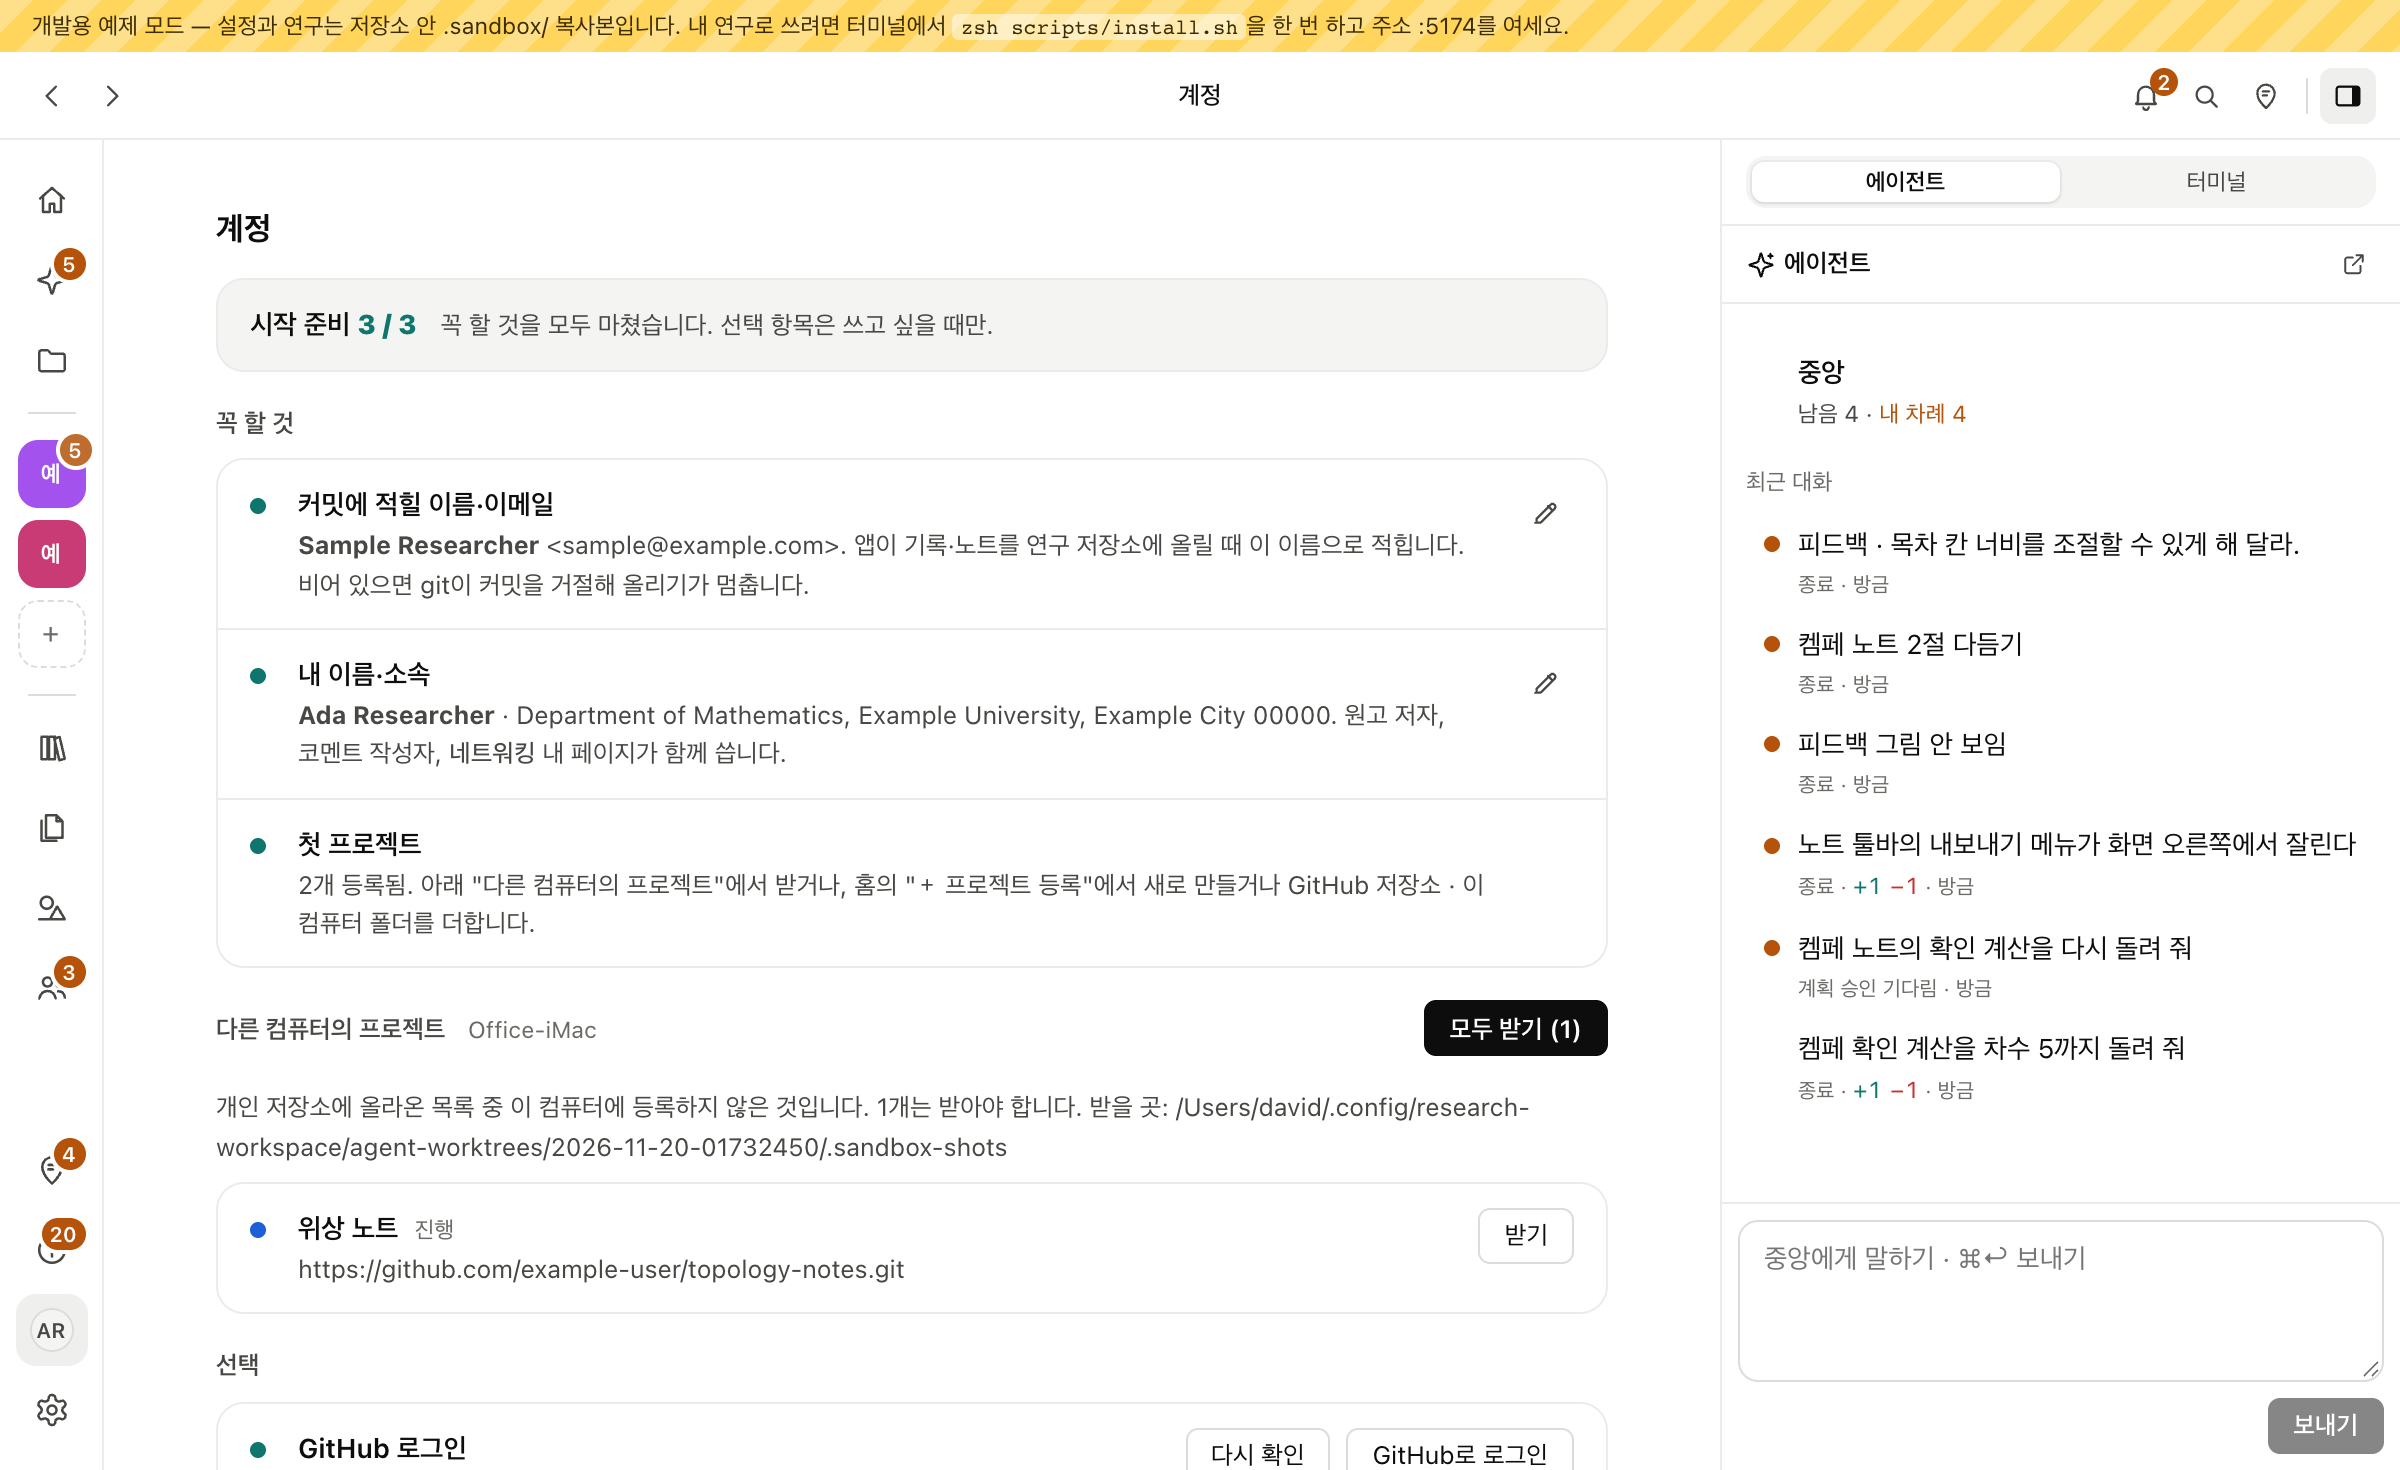 개발용 예제 모드 — 설정과 연구는 저장소 안 .sandbox/ 복사본입니다. 내 연구로 쓰려면 터미널에서 zsh scripts/install.sh을 한 번 하고 주소 :5174를 여세요.
계정
2
5
5
예
예
+
3
4
20
AR
계정
시작 준비 3 / 3 꼭 할 것을 모두 마쳤습니다. 선택 항목은 쓰고 싶을 때만.
꼭 할 것
커밋에 적힐 이름·이메일
Sample Researcher <sample@example.com>. 앱이 기록·노트를 연구 저장소에 올릴 때 이 이름으로 적힙니다.
비어 있으면 git이 커밋을 거절해 올리기가 멈춥니다.
내 이름·소속
Ada Researcher · Department of Mathematics, Example University, Example City 00000. 원고 저자,
코멘트 작성자, 네트워킹 내 페이지가 함께 씁니다.
첫 프로젝트
2개 등록됨. 아래 "다른 컴퓨터의 프로젝트"에서 받거나, 홈의 "+ 프로젝트 등록"에서 새로 만들거나 GitHub 저장소 · 이
컴퓨터 폴더를 더합니다.
다른 컴퓨터의 프로젝트 Office-iMac
모두 받기 (1)
개인 저장소에 올라온 목록 중 이 컴퓨터에 등록하지 않은 것입니다. 1개는 받아야 합니다. 받을 곳: /Users/david/.config/research-
workspace/agent-worktrees/2026-11-20-01732450/.sandbox-shots
위상 노트 진행
https://github.com/example-user/topology-notes.git
받기
선택
GitHub 로그인
다시 확인
GitHub로 로그인
에이전트
터미널
에이전트
중앙
남음 4 · 내 차례 4
최근 대화
피드백 · 목차 칸 너비를 조절할 수 있게 해 달라.
종료 · 방금
켐페 노트 2절 다듬기
종료 · 방금
피드백 그림 안 보임
종료 · 방금
노트 툴바의 내보내기 메뉴가 화면 오른쪽에서 잘린다
종료 · +1 −1 · 방금
켐페 노트의 확인 계산을 다시 돌려 줘
계획 승인 기다림 · 방금
켐페 확인 계산을 차수 5까지 돌려 줘
종료 · +1 −1 · 방금
중앙에게 말하기 · ⌘↩ 보내기
보내기